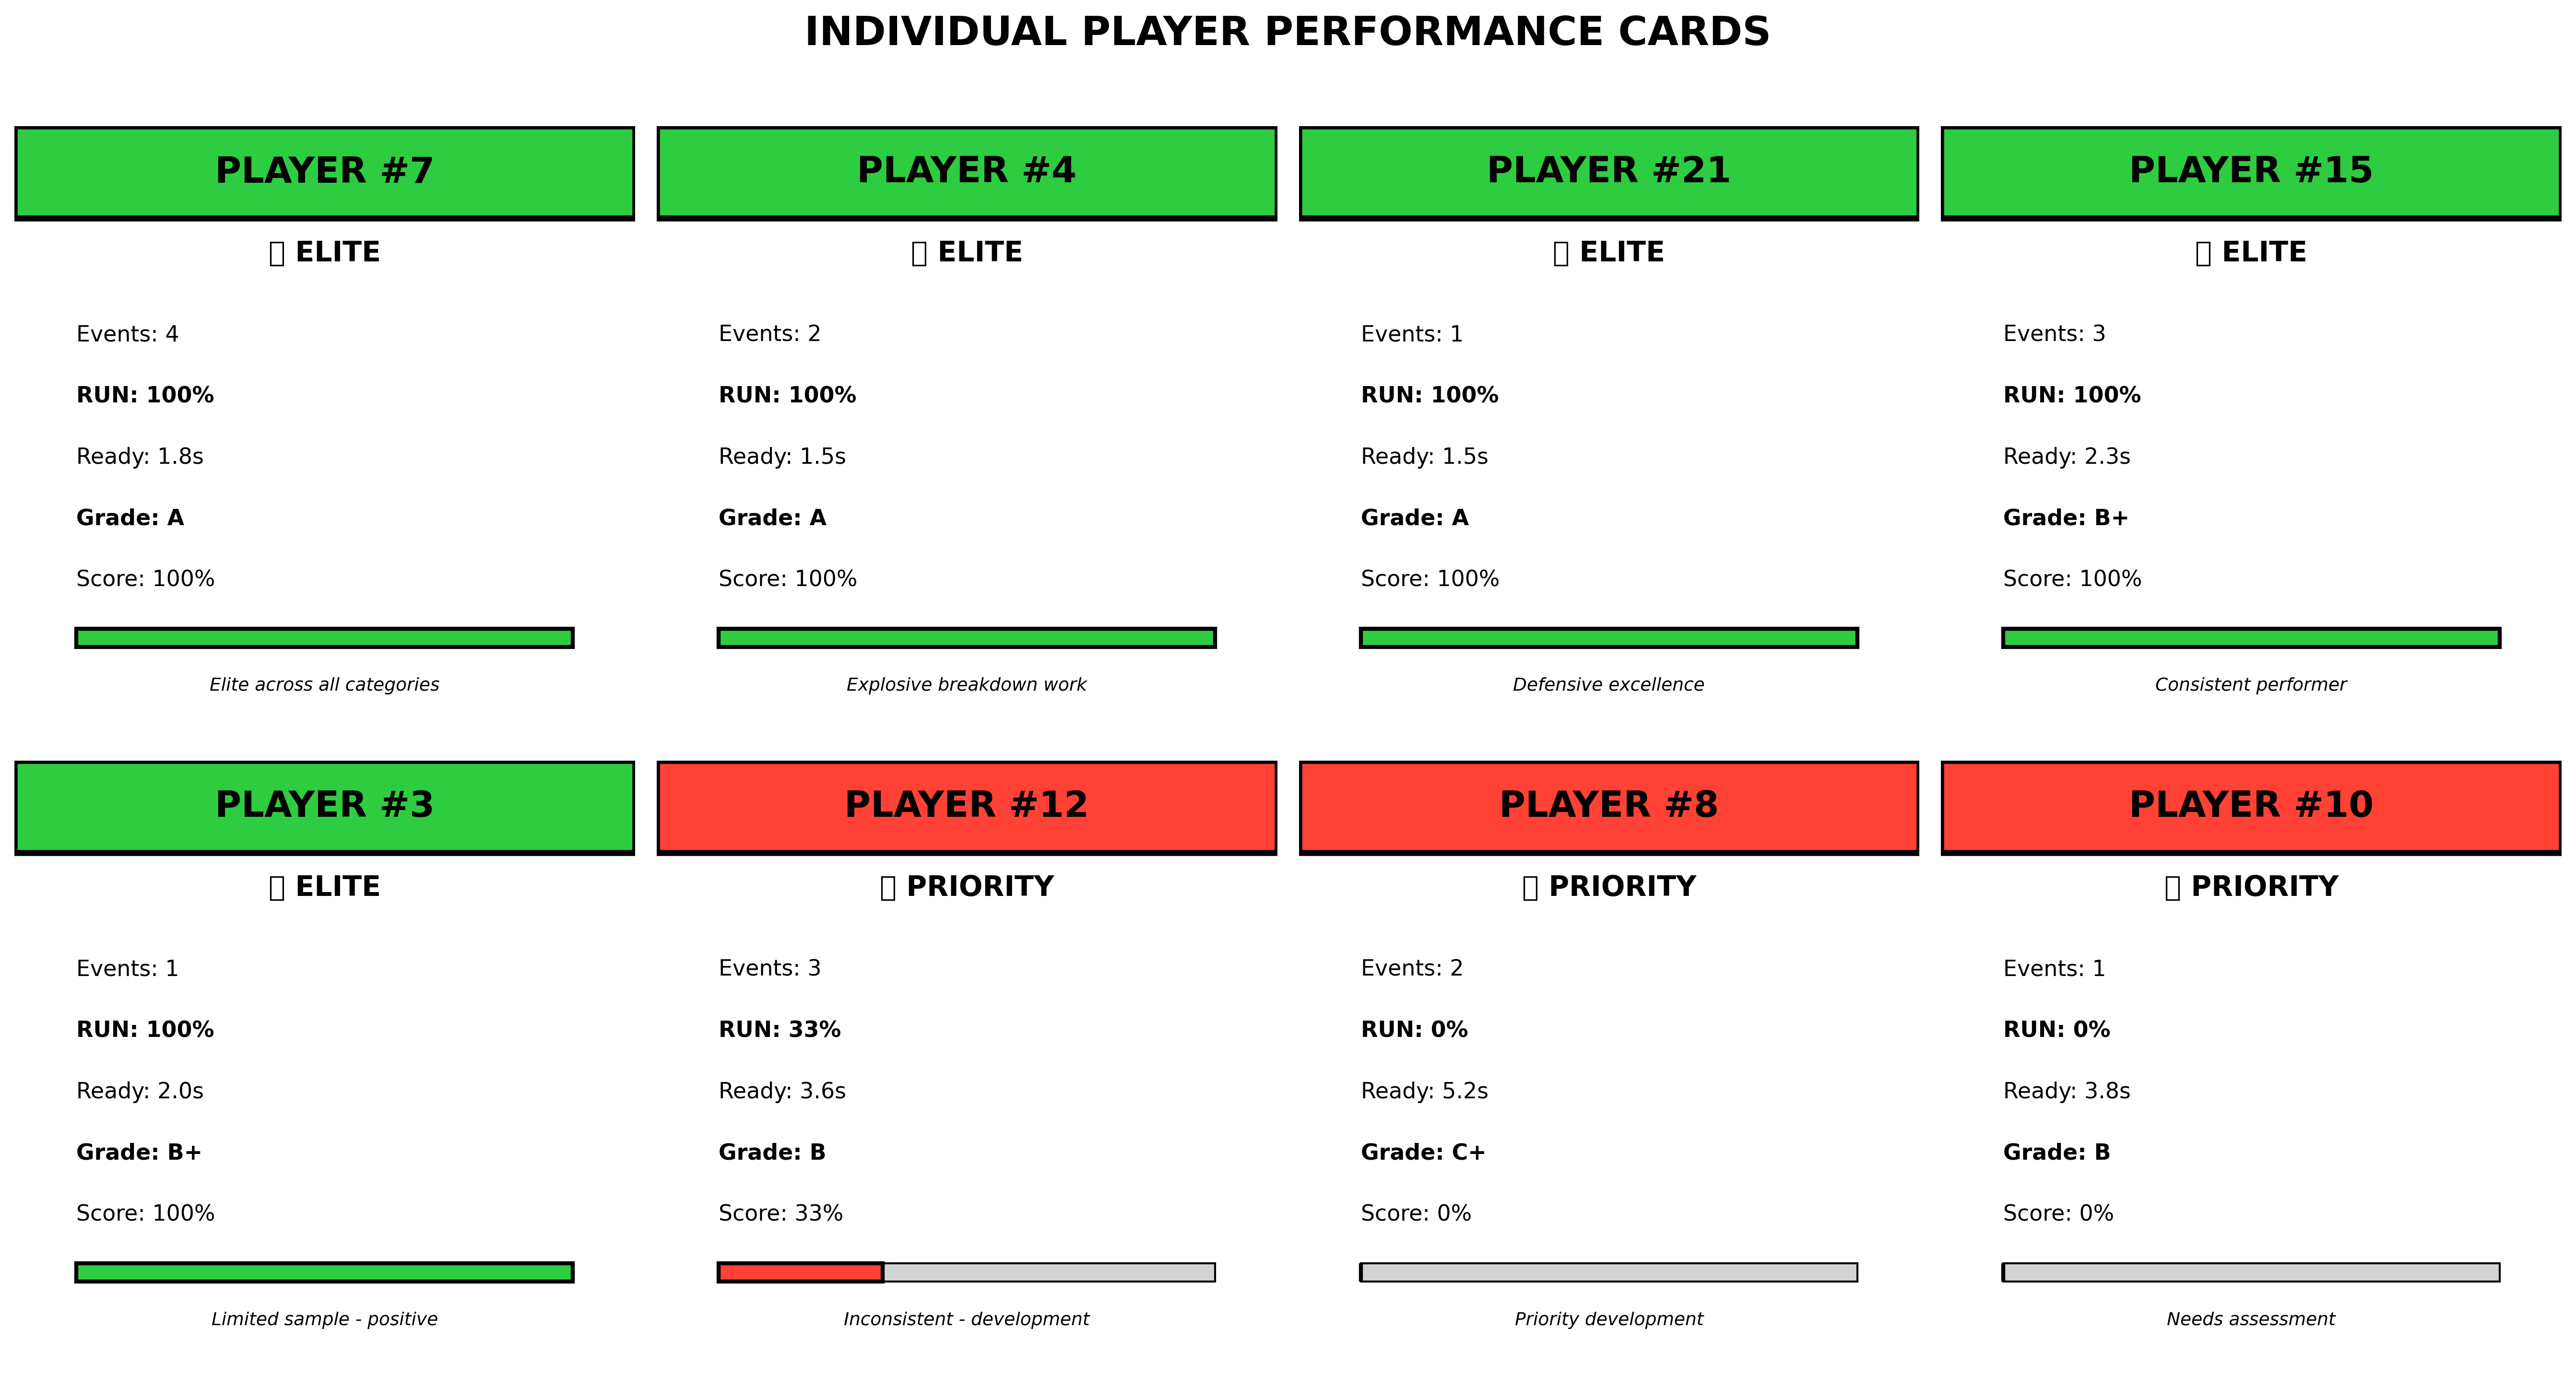 INDIVIDUAL PLAYER PERFORMANCE CARDS
PLAYER #7
ELITE
Events: 4
RUN: 100%
Ready: 1.8s
Grade: A
Score: 100%
Elite across all categories
PLAYER #4
ELITE
Events: 2
RUN: 100%
Ready: 1.5s
Grade: A
Score: 100%
Explosive breakdown work
PLAYER #21
ELITE
Events: 1
RUN: 100%
Ready: 1.5s
Grade: A
Score: 100%
Defensive excellence
PLAYER #15
ELITE
Events: 3
RUN: 100%
Ready: 2.3s
Grade: B+
Score: 100%
Consistent performer
PLAYER #3
ELITE
Events: 1
RUN: 100%
Ready: 2.0s
Grade: B+
Score: 100%
Limited sample - positive
PLAYER #12
PRIORITY
Events: 3
RUN: 33%
Ready: 3.6s
Grade: B
Score: 33%
Inconsistent - development
PLAYER #8
PRIORITY
Events: 2
RUN: 0%
Ready: 5.2s
Grade: C+
Score: 0%
Priority development
PLAYER #10
PRIORITY
Events: 1
RUN: 0%
Ready: 3.8s
Grade: B
Score: 0%
Needs assessment